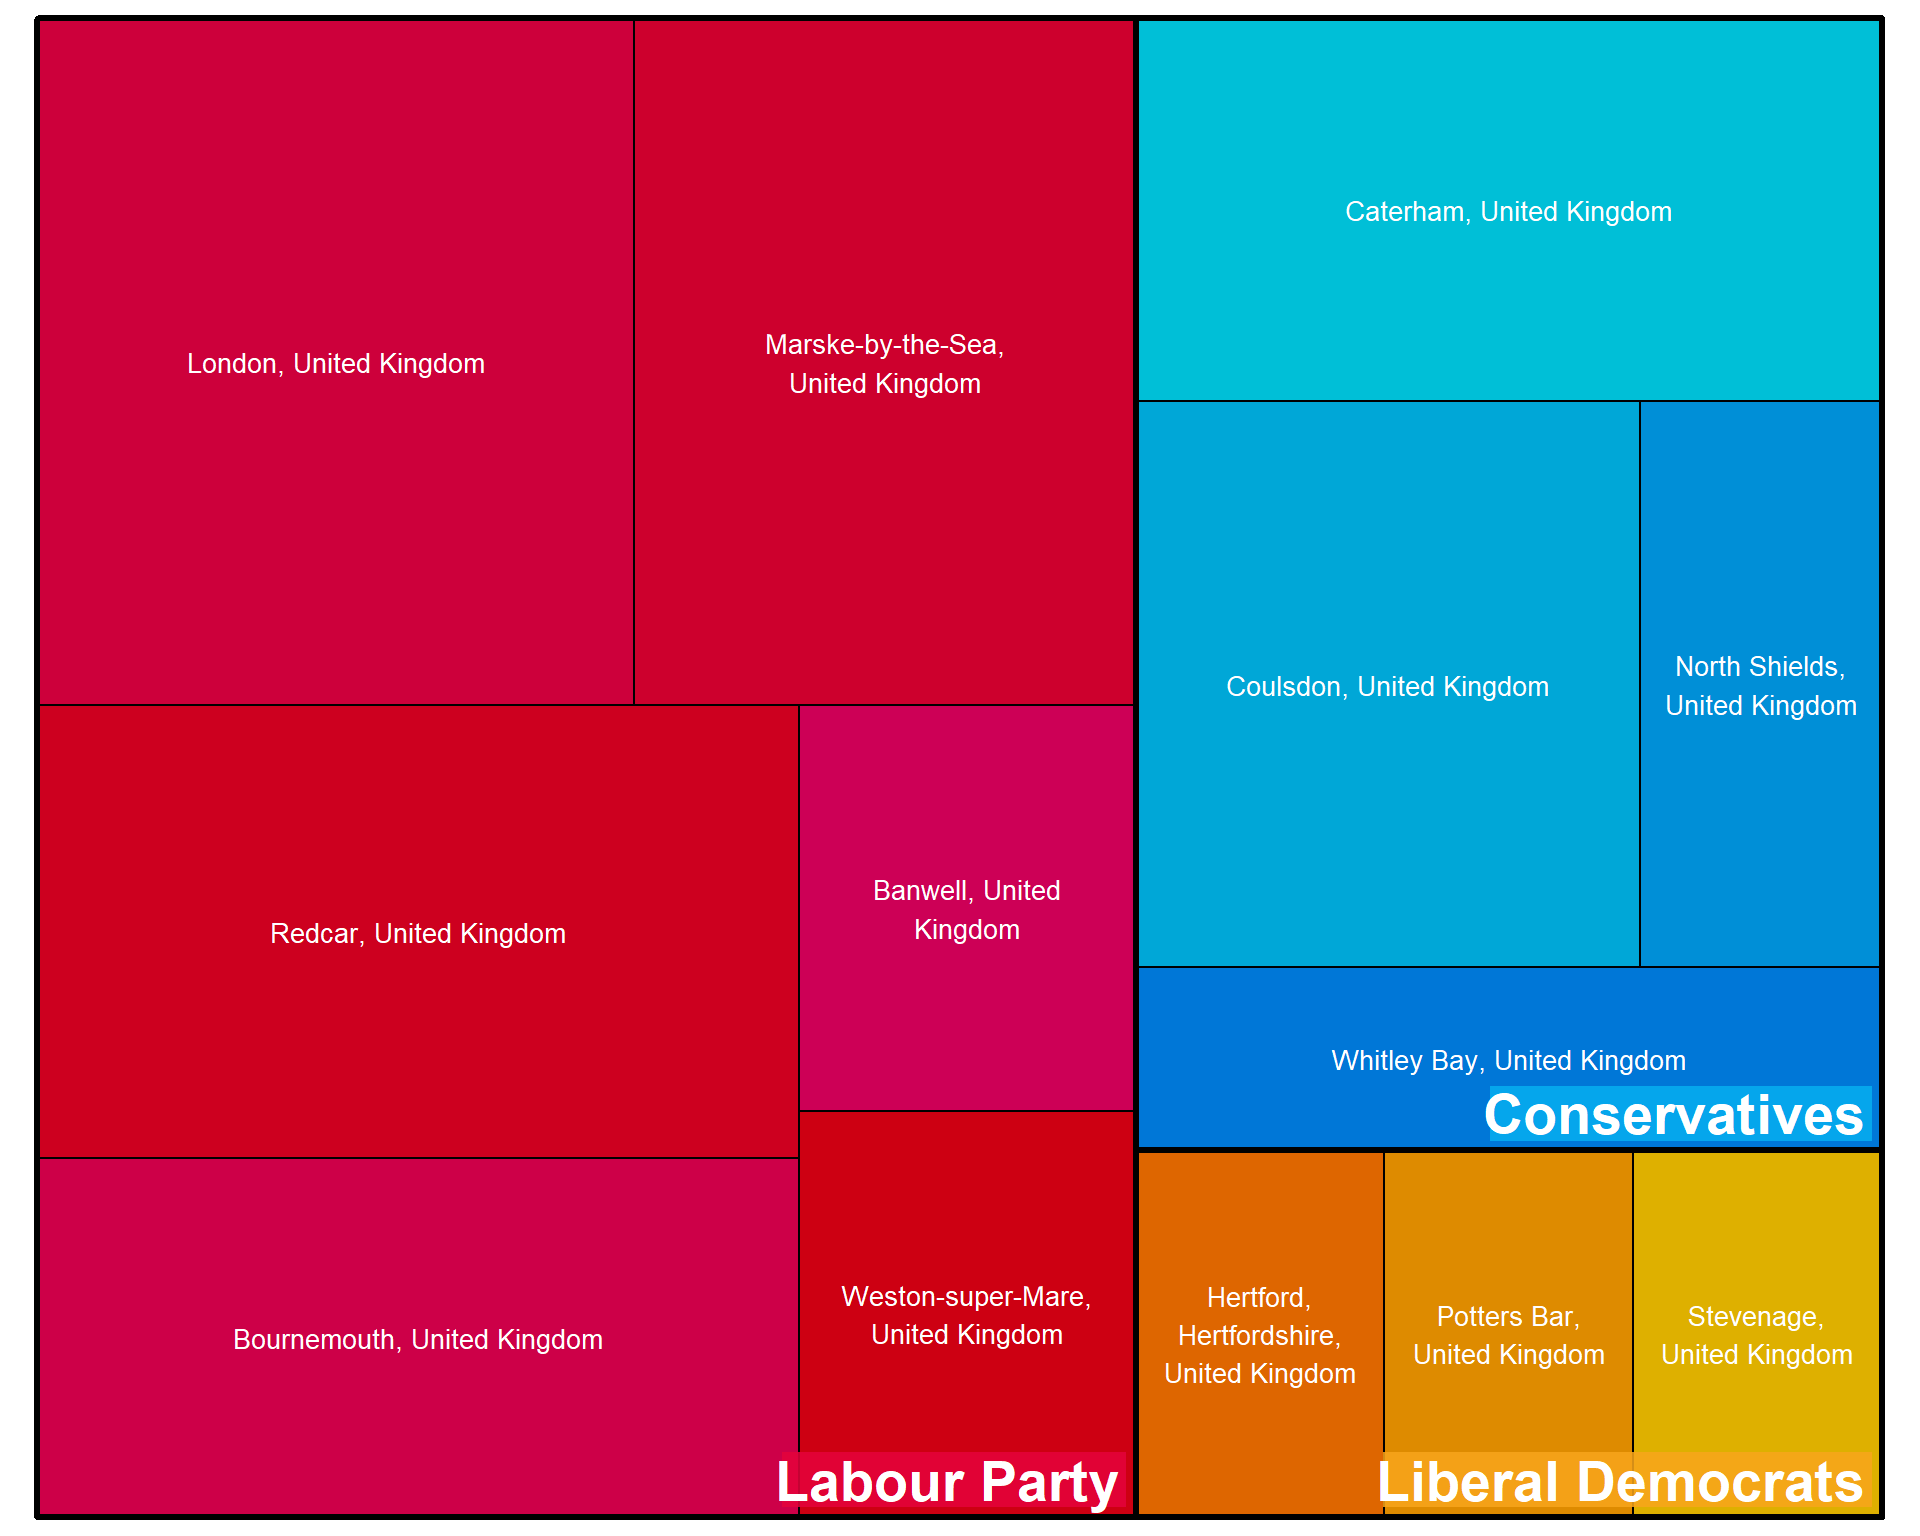 London, United Kingdom
Marske-by-the-Sea,
United Kingdom
Redcar, United Kingdom
Banwell, United
Kingdom
Bournemouth, United Kingdom
Weston-super-Mare,
United Kingdom
Labour Party
Caterham, United Kingdom
Coulsdon, United Kingdom
North Shields,
United Kingdom
Whitley Bay, United Kingdom
Conservatives
Hertford,
Hertfordshire,
United Kingdom
Potters Bar,
United Kingdom
Stevenage,
United Kingdom
Liberal Democrats